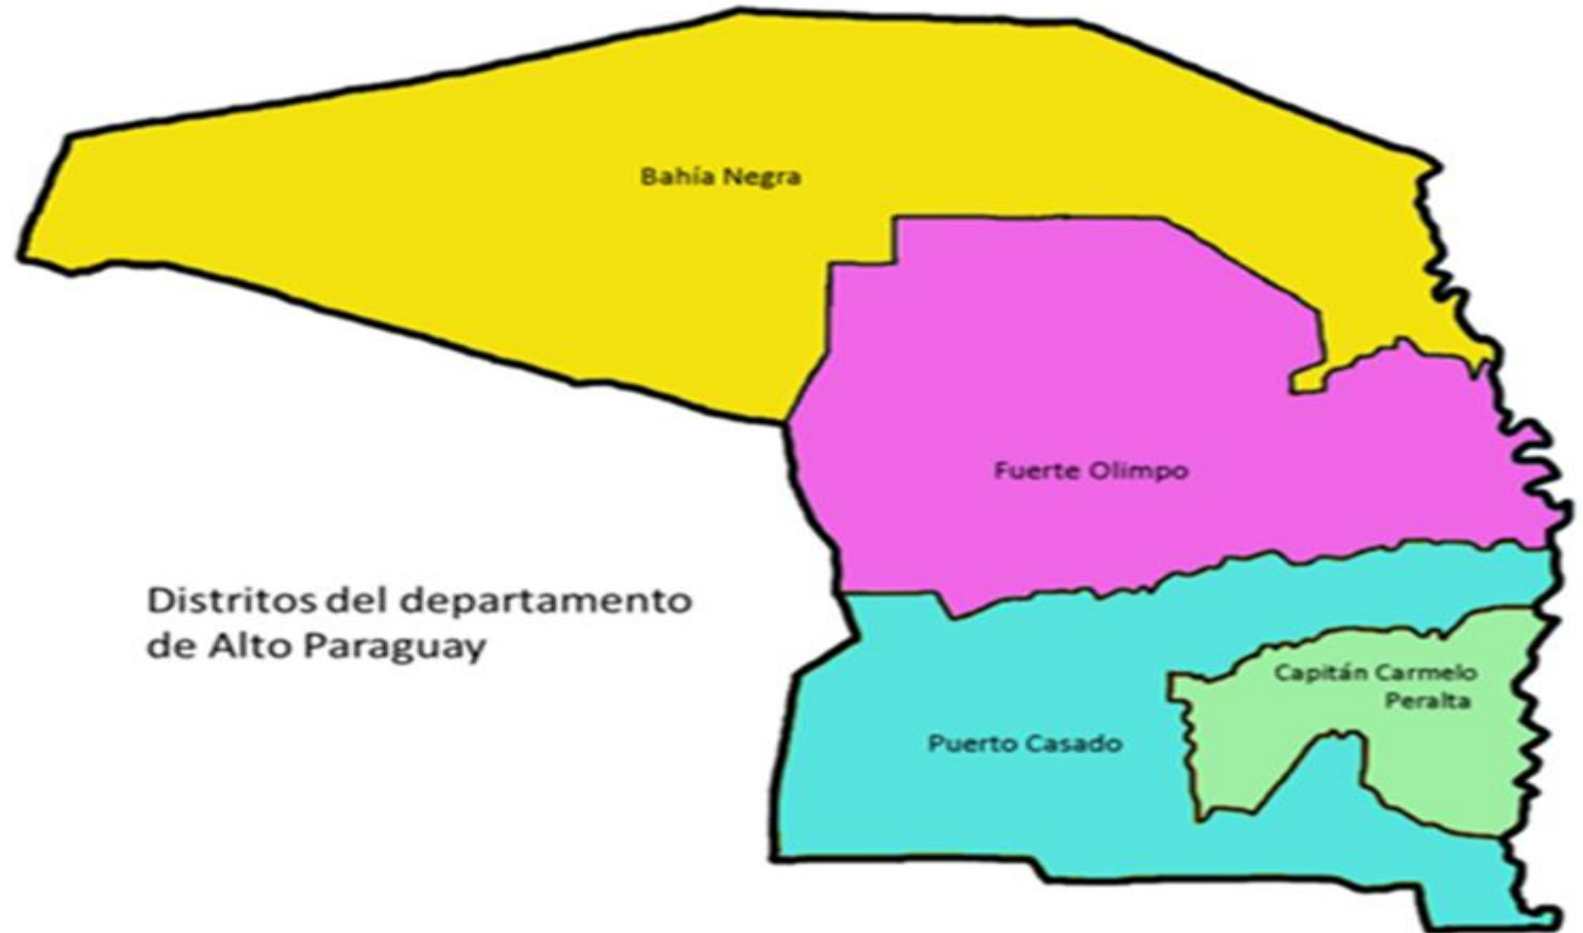 Bahía Negra
Fuerte Olimpo
Distritos del departamento
de Alto Paraguay
Capitán Carmelo
Peralta
Puerto Casado